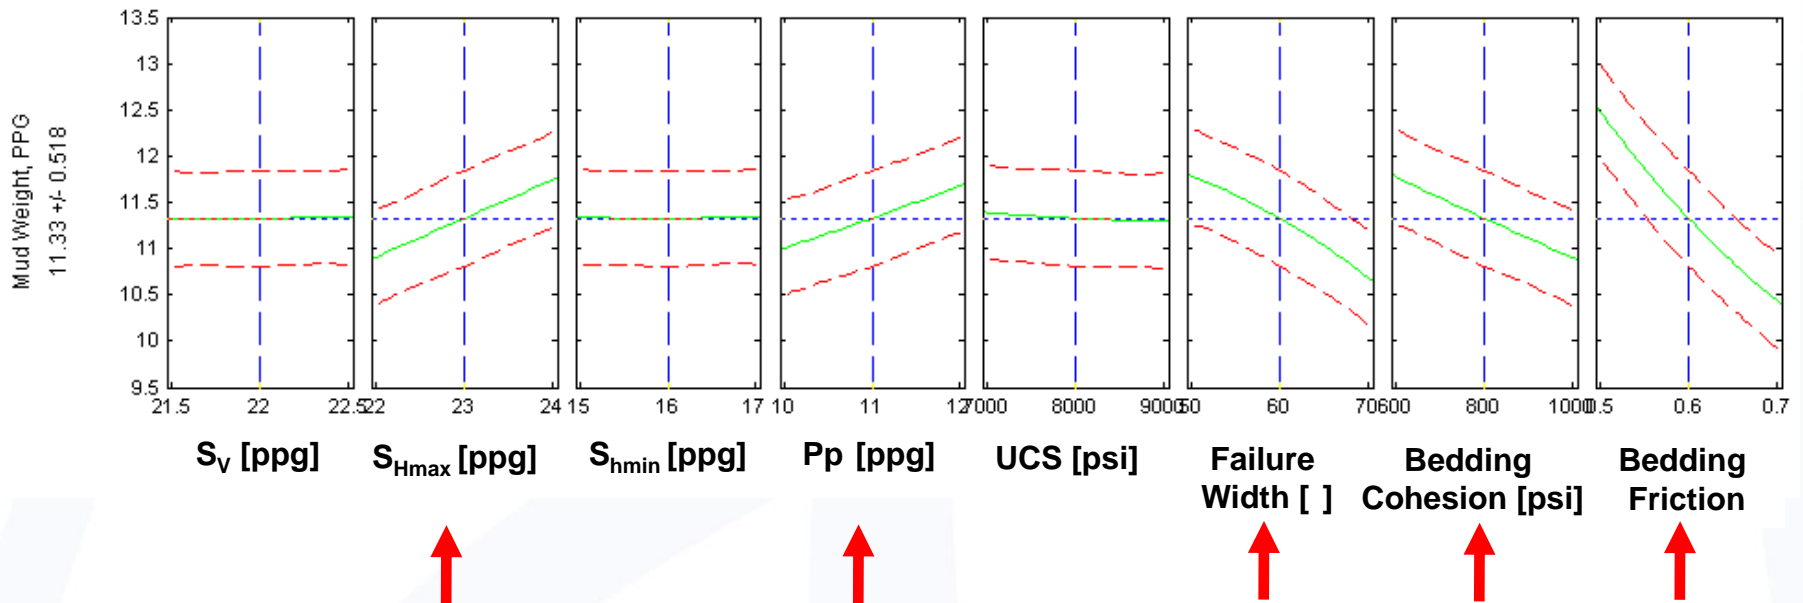 Mud Weight, PPG
11.33 +/- 0.518
13.5
13
12.5
12
11.5
11
10.5
10
9.5
21.5 22 22.5
22 23 24
15 16 17
10 11 12
7000 8000 9000
50 60 70
600 800 1000
0.5 0.6 0.7
SV [ppg]
SHmax [ppg]
Shmin [ppg]
Pp [ppg]
UCS [psi]
Failure
Width [ ]
Bedding
Cohesion [psi]
Bedding
Friction